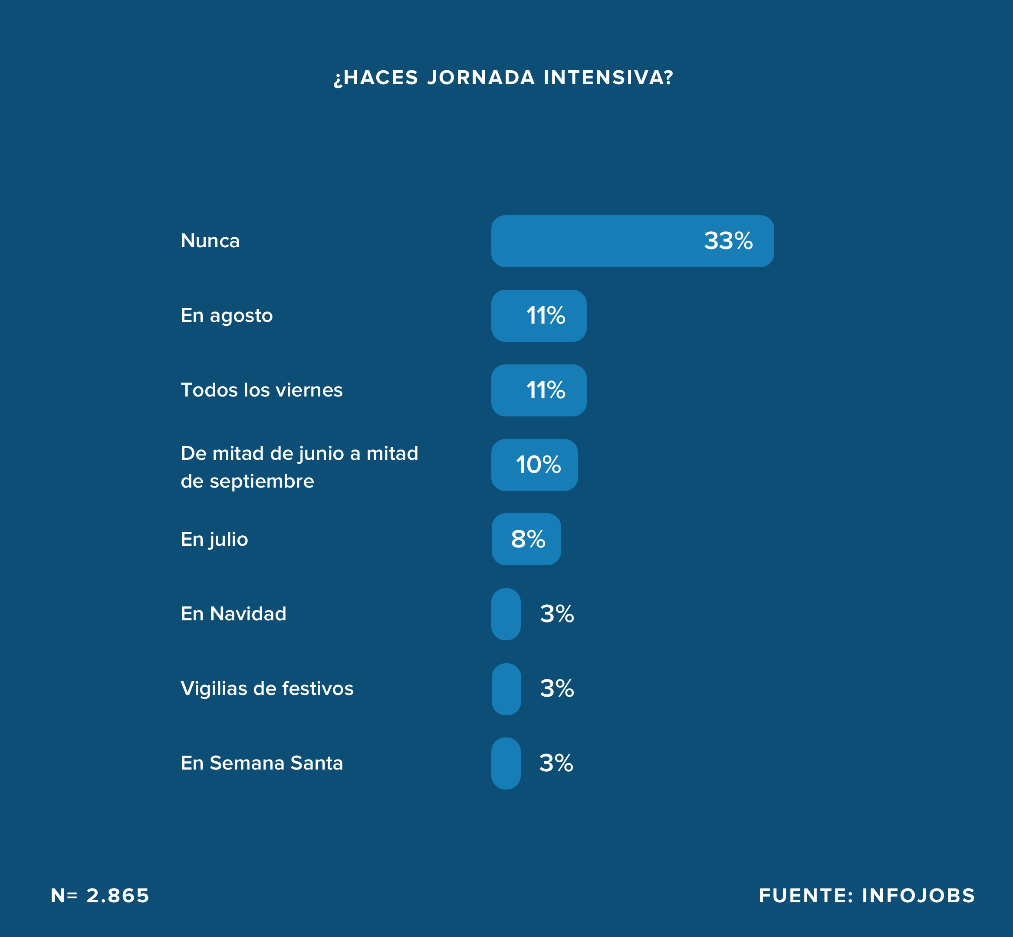 ¿HACES JORNADA INTENSIVA?
Nunca 33%
En agosto 11%
Todos los viernes 11%
De mitad de junio a mitad
de septiembre 10%
En julio 8%
En Navidad 3%
Vigilias de festivos 3%
En Semana Santa 3%
N= 2.865 FUENTE: INFOJOBS